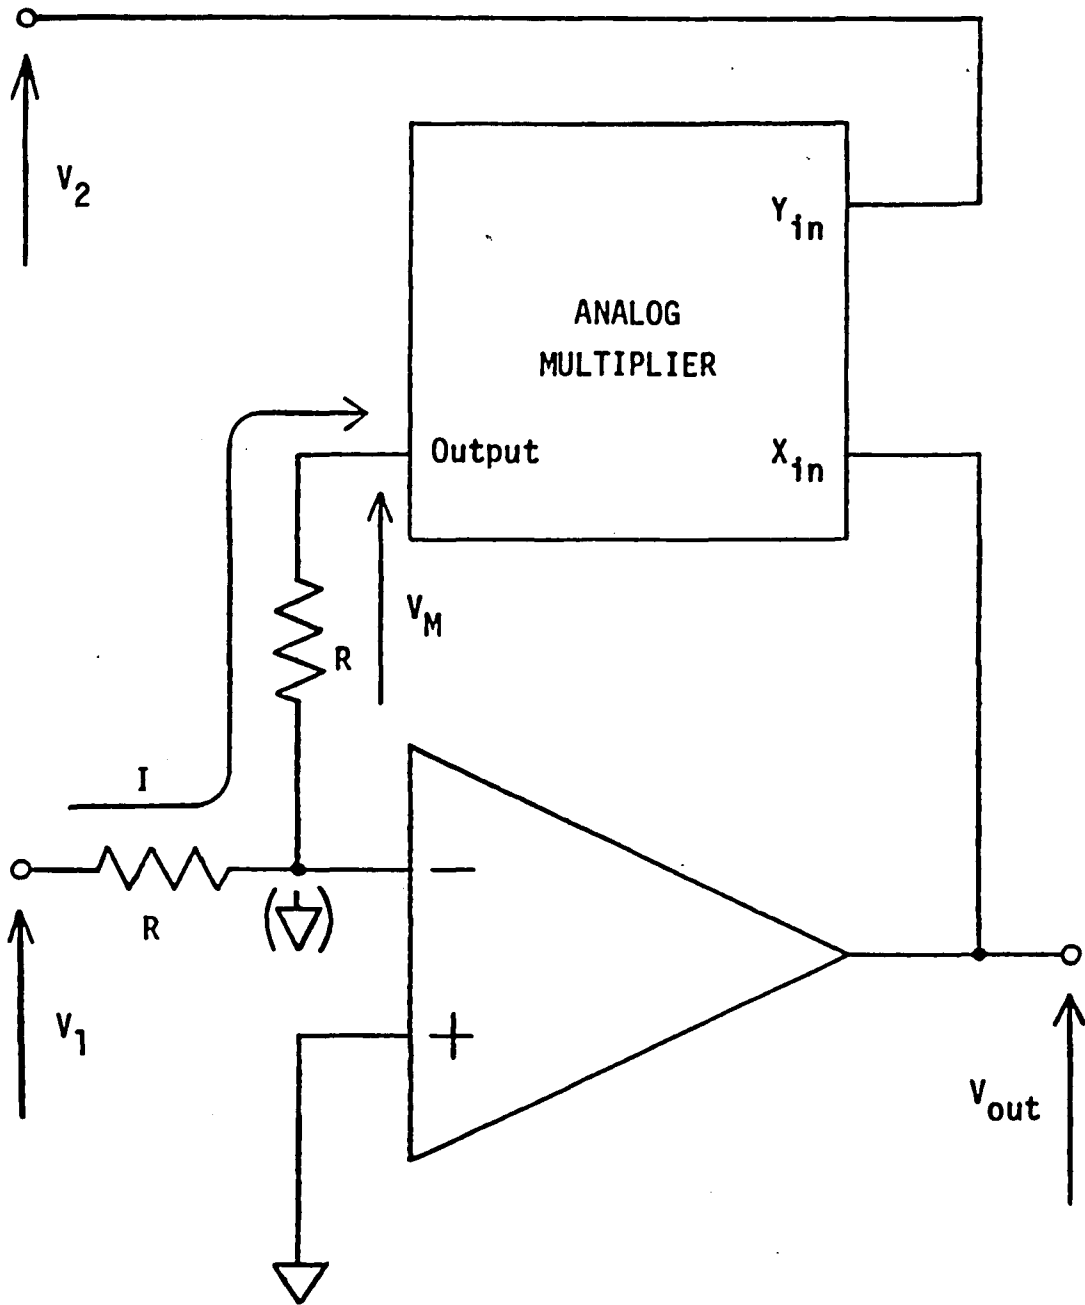 V2
Yin
ANALOG
MULTIPLIER
Output
Xin
VM
R
I
R
−
V1
+
Vout